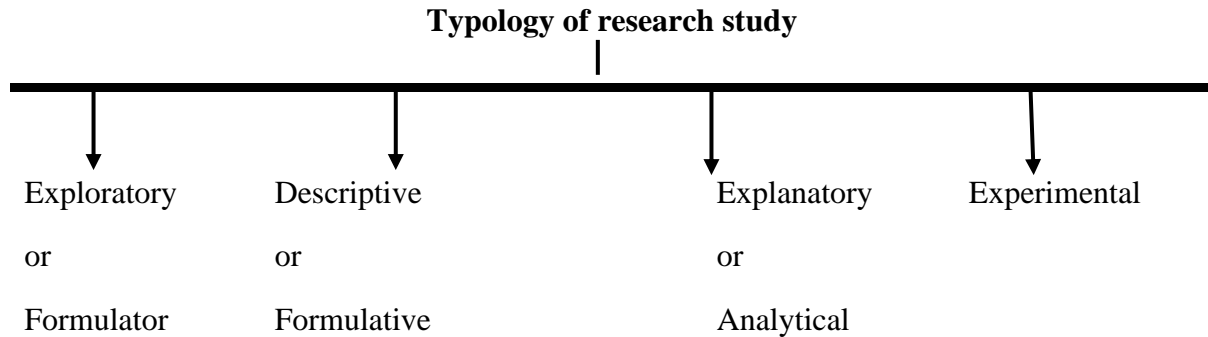 Typology of research study
Exploratory Descriptive Explanatory Experimental
or or or
Formulator Formulative Analytical